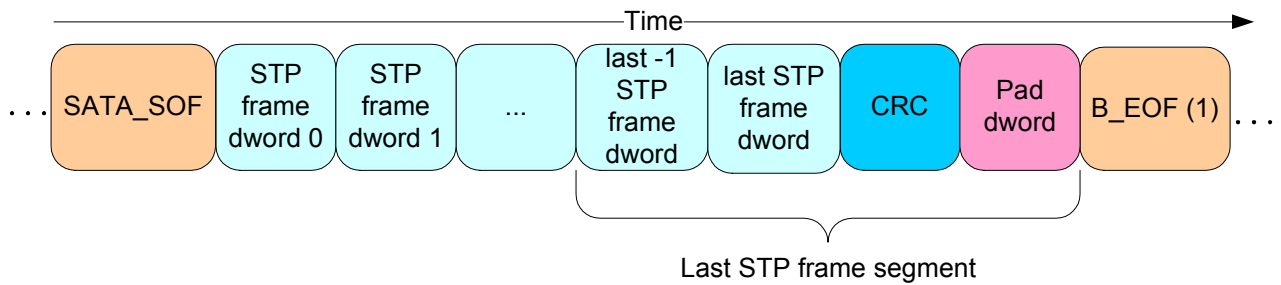 Time
. . .
SATA_SOF
STP
frame
dword 0
STP
frame
dword 1
...
last -1
STP
frame
dword
last STP
frame
dword
CRC
Pad
dword
B_EOF (1)
. . .
Last STP frame segment